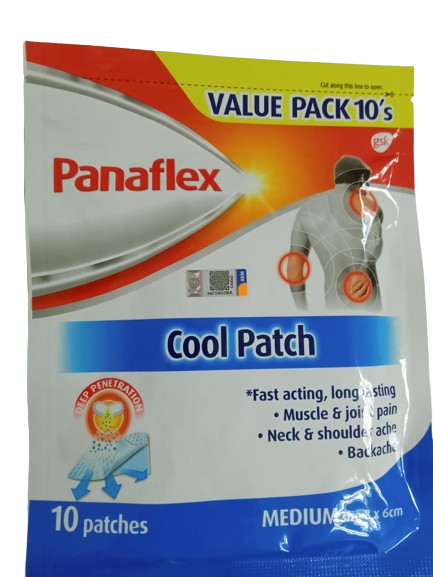 Cut along this line to open.
VALUE PACK 10's
gsk
Panaflex
Cool Patch
DEEP PENETRATION
*Fast acting, long lasting
• Muscle & joint pain
• Neck & shoulder ache
• Backache
10 patches
MEDIUM x 6cm